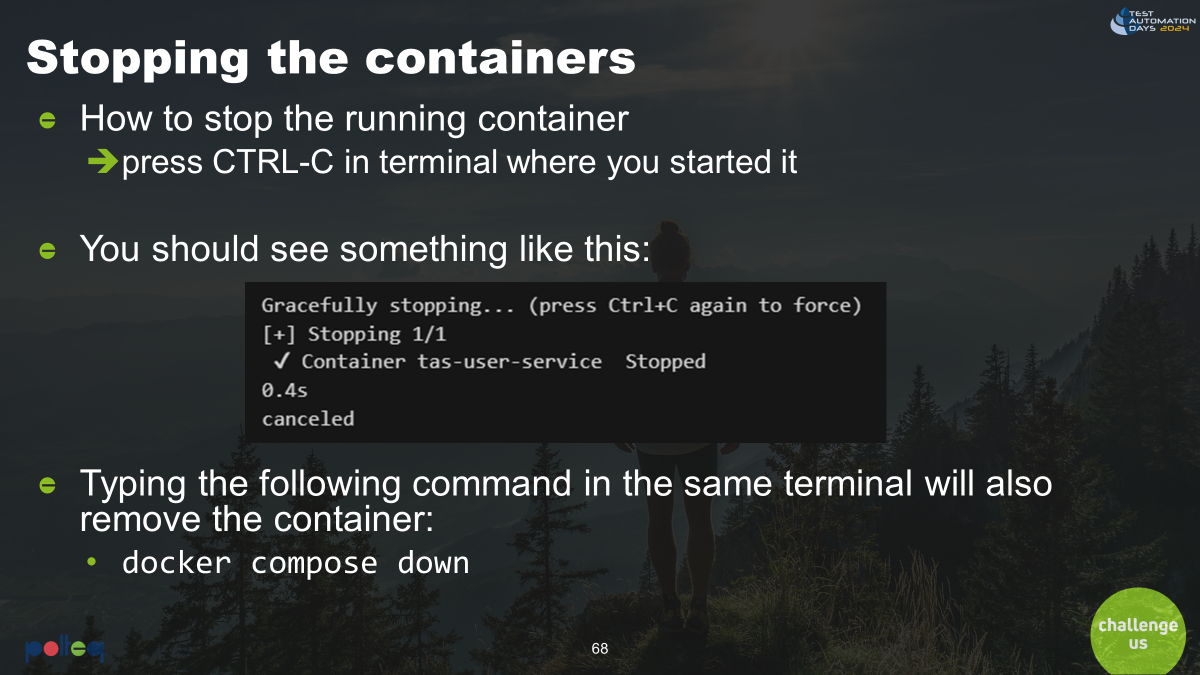 TEST
AUTOMATION
DAYS 2024
Stopping the containers
How to stop the running container
➔press CTRL-C in terminal where you started it
You should see something like this:
Gracefully stopping... (press Ctrl+C again to force)
[+] Stopping 1/1
✓ Container tas-user-service  Stopped
0.4s
canceled
Typing the following command in the same terminal will also
remove the container:
• docker compose down
polteq
68
challenge
us